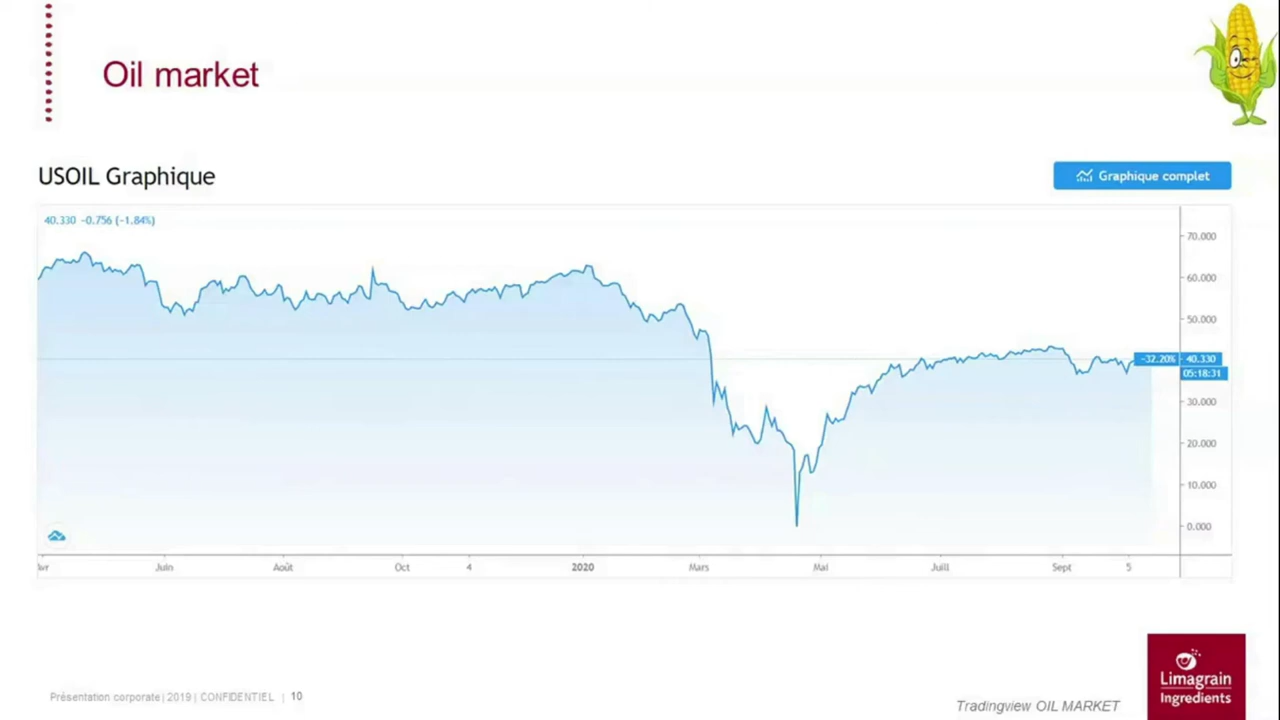 Oil market
USOIL Graphique
Graphique complet
40.330 -0.756 (-1.84%)
70.000
60.000
50.000
-32.20% 40.330
05:18:31
30.000
20.000
10.000
0.000
Avr Juin Août Oct 4 2020 Mars Mai Juill Sept 5
Présentation corporate | 2019 | CONFIDENTIEL | 10
Tradingview OIL MARKET
Limagrain
Ingredients